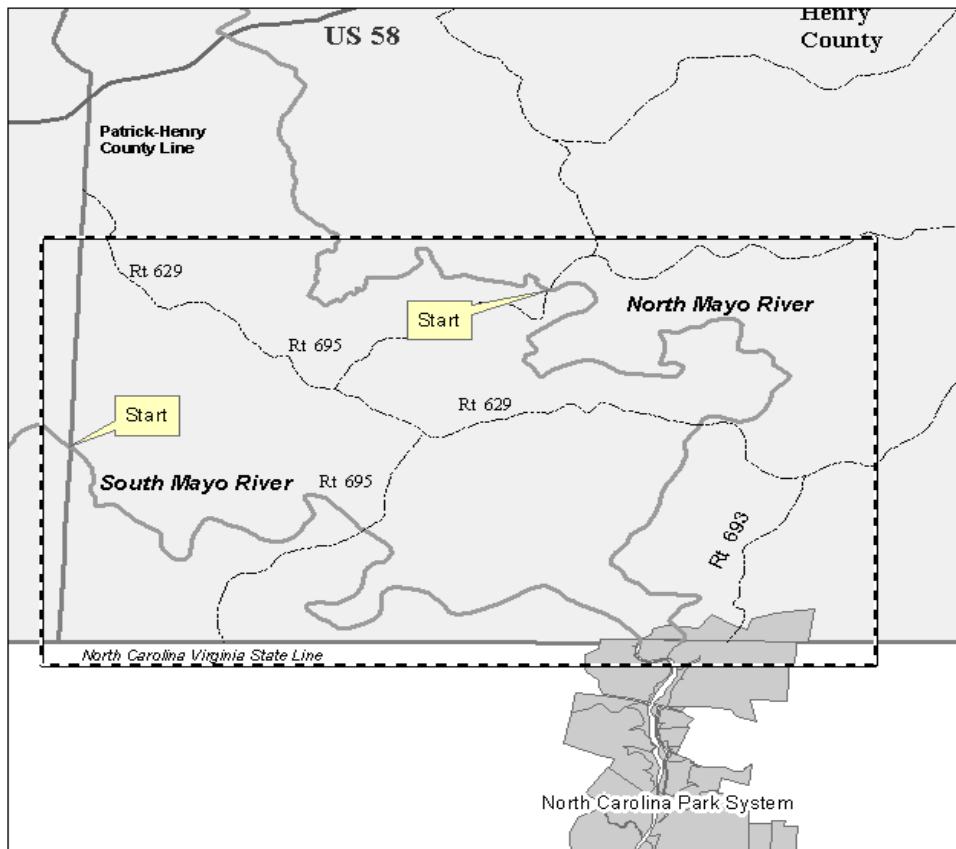 Henry
County
US 58
Patrick-Henry
County Line
Rt 629
North Mayo River
Start
Rt 695
Rt 629
Start
South Mayo River
Rt 695
Rt 693
North Carolina Virginia State Line
North Carolina Park System